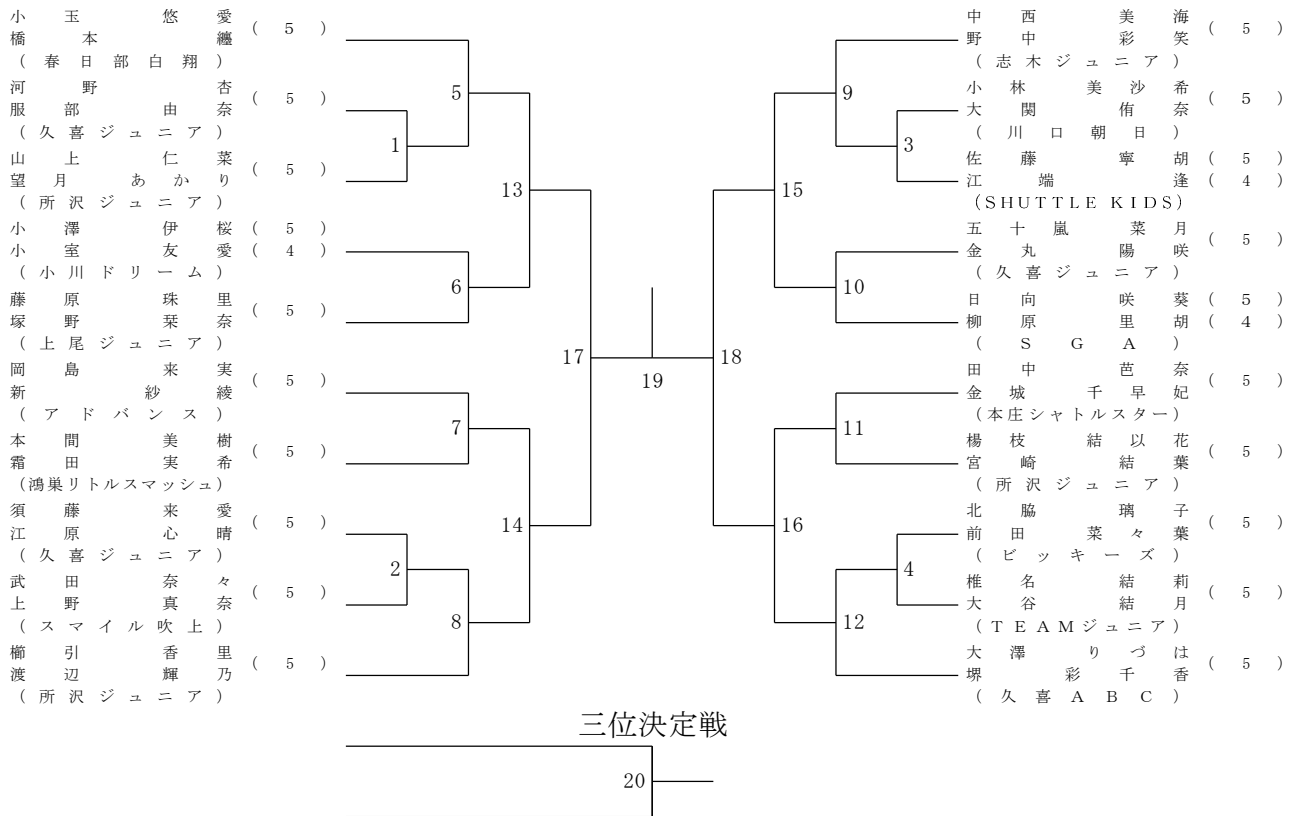 小玉 悠愛 ( 5 )
橋本 纏
(春日部白翔)
河野 杏 ( 5 )
服部 由奈
(久喜ジュニア)
山上 仁菜 ( 5 )
望月 あかり
(所沢ジュニア)
小澤 伊桜 ( 5 )
小室 友愛 ( 4 )
(小川ドリーム)
藤原 珠里 ( 5 )
塚野 栞奈
(上尾ジュニア)
岡島 来実 ( 5 )
新 紗綾
(アドバンス)
本間 美樹 ( 5 )
霜田 実希
(鴻巣リトルスマッシュ)
須藤 来愛 ( 5 )
江原 心晴
(久喜ジュニア)
武田 奈々 ( 5 )
上野 真奈
(スマイル吹上)
櫛引 香里 ( 5 )
渡辺 輝乃
(所沢ジュニア)
1
2
5
6
7
8
13
14
17
19
18
15
16
9
10
11
12
3
4
中西 美海 ( 5 )
野中 彩笑
(志木ジュニア)
小林 美沙希 ( 5 )
大関 侑奈
(川口朝日)
佐藤 寧胡 ( 5 )
江端 逢 ( 4 )
(SHUTTLE KIDS)
五十嵐 菜月 ( 5 )
金丸 陽咲
(久喜ジュニア)
日向 咲葵 ( 5 )
柳原 里胡 ( 4 )
(SGA)
田中 芭奈 ( 5 )
金城 千早妃
(本庄シャトルスター)
楊枝 結以花 ( 5 )
宮崎 結葉
(所沢ジュニア)
北脇 璃子 ( 5 )
前田 菜々葉
(ビッキーズ)
椎名 結莉 ( 5 )
大谷 結月
(TEAMジュニア)
大澤 りづは ( 5 )
堺 彩千香
(久喜ABC)
三位決定戦
20